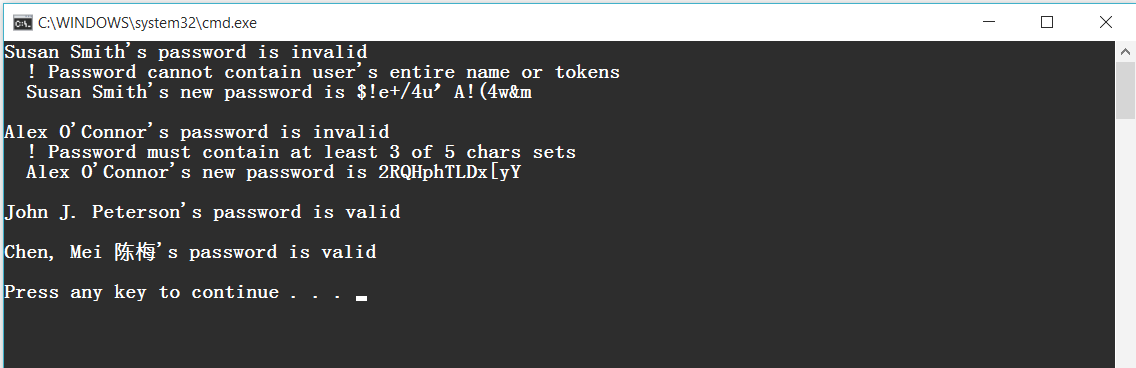 C:\WINDOWS\system32\cmd.exe
Susan Smith's password is invalid
! Password cannot contain user's entire name or tokens
Susan Smith's new password is $!e+/4u’A!(4w&m
Alex O'Connor's password is invalid
! Password must contain at least 3 of 5 chars sets
Alex O'Connor's new password is 2RQHphTLDx[yY
John J. Peterson's password is valid
Chen, Mei 陈梅's password is valid
Press any key to continue . . .